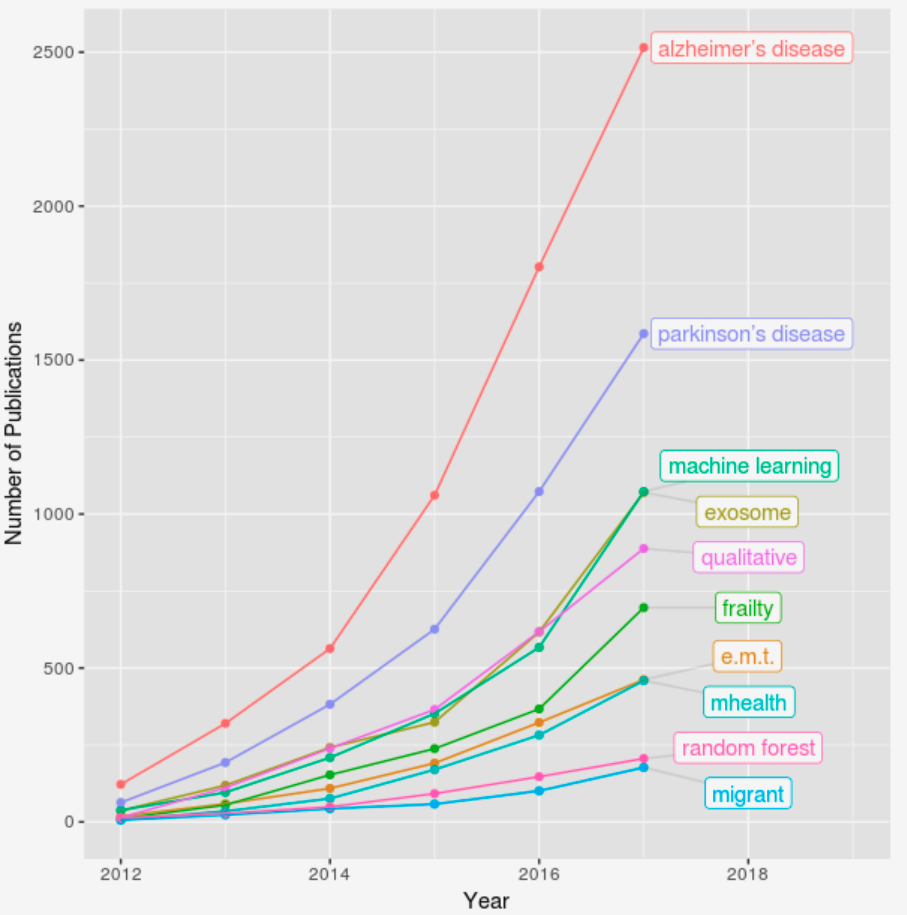 2500
2000
1500
1000
500
0
Number of Publications
alzheimer's disease
parkinson's disease
machine learning
exosome
qualitative
frailty
e.m.t.
mhealth
random forest
migrant
2012 2014 2016 2018
Year